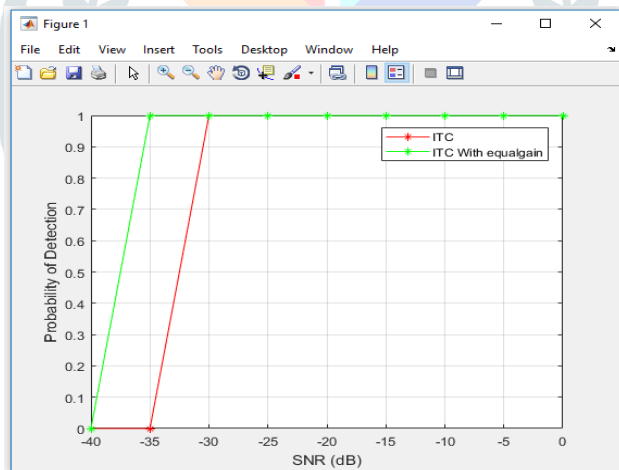 Figure 1
File Edit View Insert Tools Desktop Window Help
ITC
ITC With equalgain
Probability of Detection
1
0.9
0.8
0.7
0.6
0.5
0.4
0.3
0.2
0.1
0
-40 -35 -30 -25 -20 -15 -10 -5 0
SNR (dB)